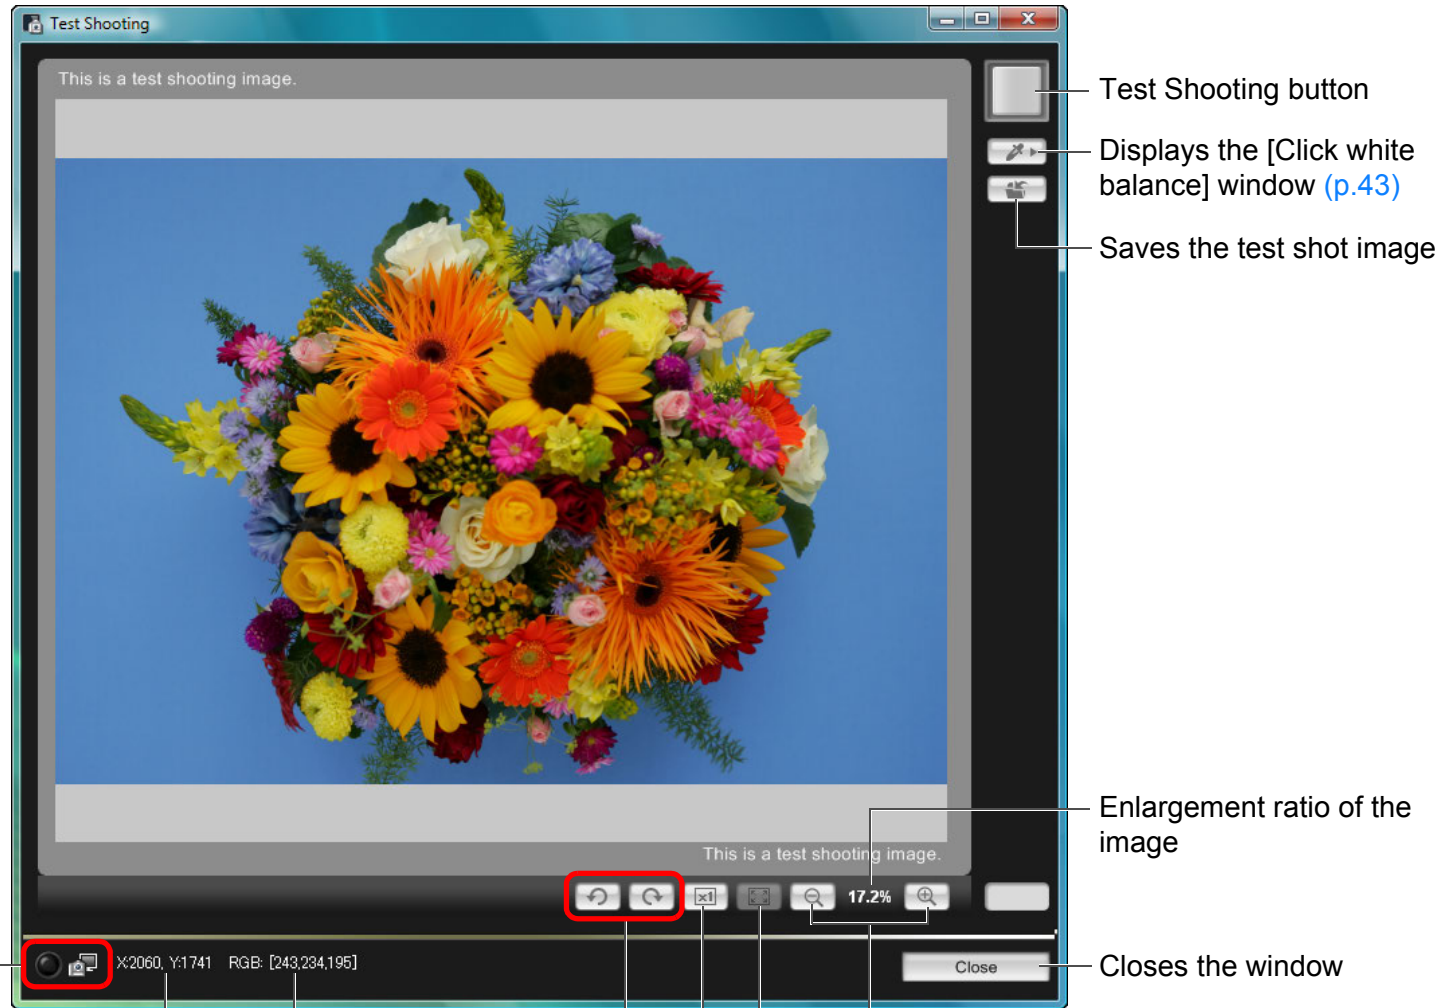 Test Shooting
This is a test shooting image.
Test Shooting button
Displays the [Click white
balance] window (p.43)
Saves the test shot image
Enlargement ratio of the
image
This is a test shooting image.
x1
17.2%
X:2060, Y:1741 RGB: [243,234,195]
Close
Closes the window